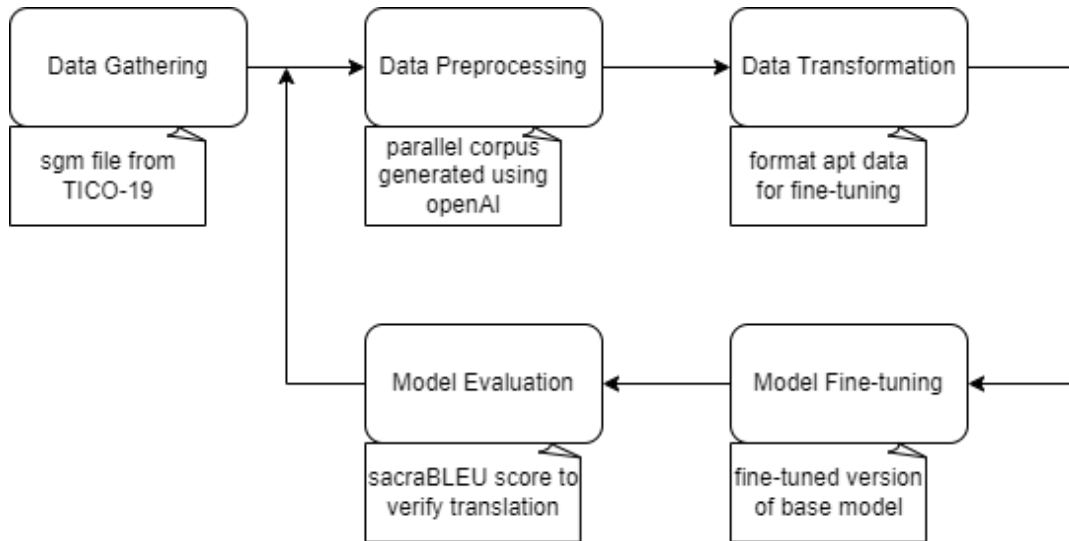 Data Gathering
Data Preprocessing
Data Transformation
sgm file from
TICO-19
parallel corpus
generated using
openAI
format apt data
for fine-tuning
Model Evaluation
Model Fine-tuning
sacraBLEU score to
verify translation
fine-tuned version
of base model